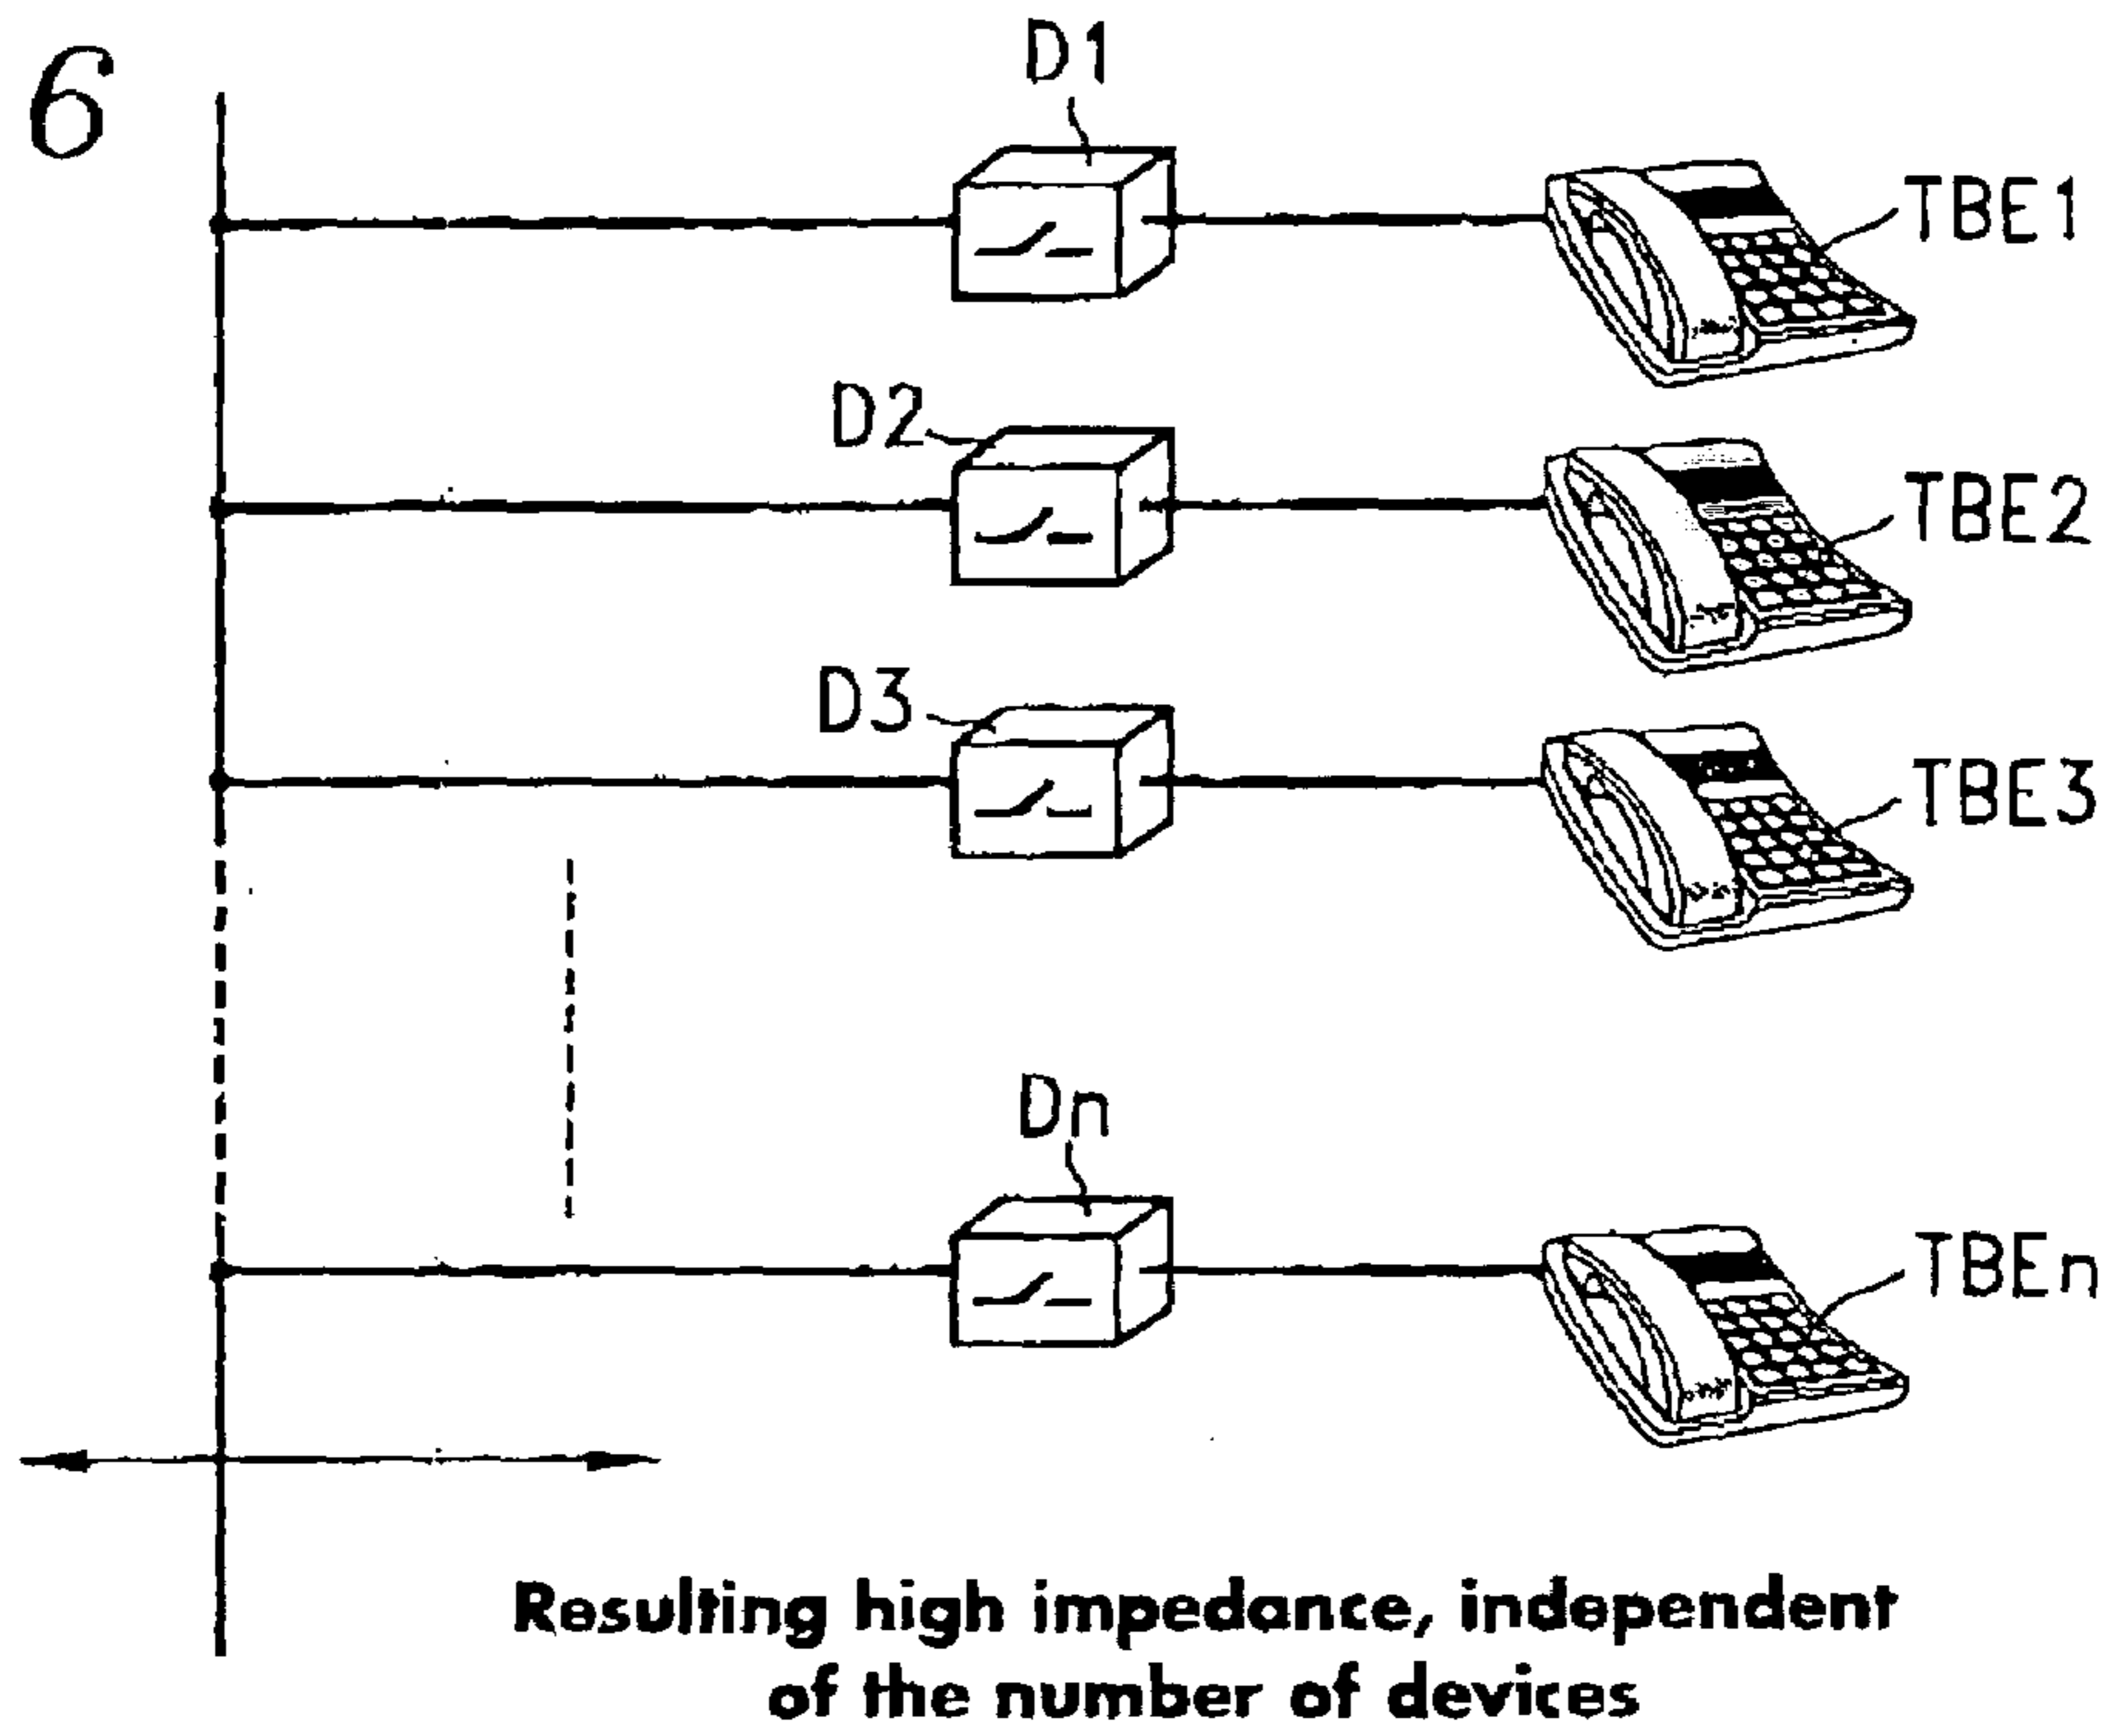 6
D1
TBE1
D2
TBE2
D3
TBE3
Dn
TBEn
Resulting high impedance, independent
of the number of devices